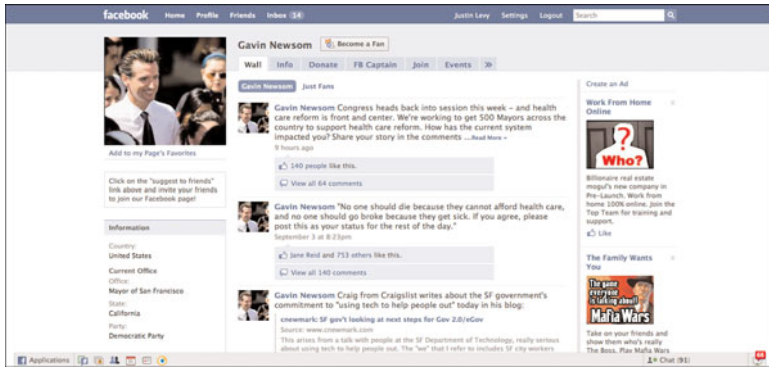 facebook Home Profile Friends Inbox 14 Justin Levy Settings Logout Search
Gavin Newsom Become a Fan
Wall Info Donate FB Captain Join Events »
Gavin Newsom Just Fans
Gavin Newsom Congress heads back into session this week – and health
care reform is front and center. We're working to get 500 Mayors across the
country to support health care reform. How has the current system
impacted you? Share your story in the comments ...Read More
9 hours ago
140 people like this.
View all 64 comments
Gavin Newsom "No one should die because they cannot afford health care,
and no one should go broke because they get sick. If you agree, please
post this as your status for the rest of the day."
September 3 at 8:23pm
Jane Reid and 753 others like this.
View all 140 comments
Gavin Newsom Craig from Craigslist writes about the SF government's
commitment to "using tech to help people out" today in his blog:
cnewmark: SF gov't looking at next steps for Gov 2.0/eGov
Source: www.cnewmark.com
This arises from a talk with people at the SF Department of Technology, really serious
about using tech to help people out. The "we" that I refer to includes SF city workers
Add to my Page's Favorites
Click on the "suggest to friends"
link above and invite your friends
to join our Facebook page!
Information
Country:
United States
Current Office
Office:
Mayor of San Francisco
State:
California
Party:
Democratic Party
Create an Ad
Work From Home
Online x
?
Who?
Billionaire real estate
mogul's new company in
Pre-Launch. Work from
home 100% online. Join the
Top Team for training and
support.
Like
The Family Wants
You x
The game
everyone
is talking about!
Mafia Wars
Take on your friends and
show them who's really
The Boss. Play Mafia Wars
Applications Chat (91)